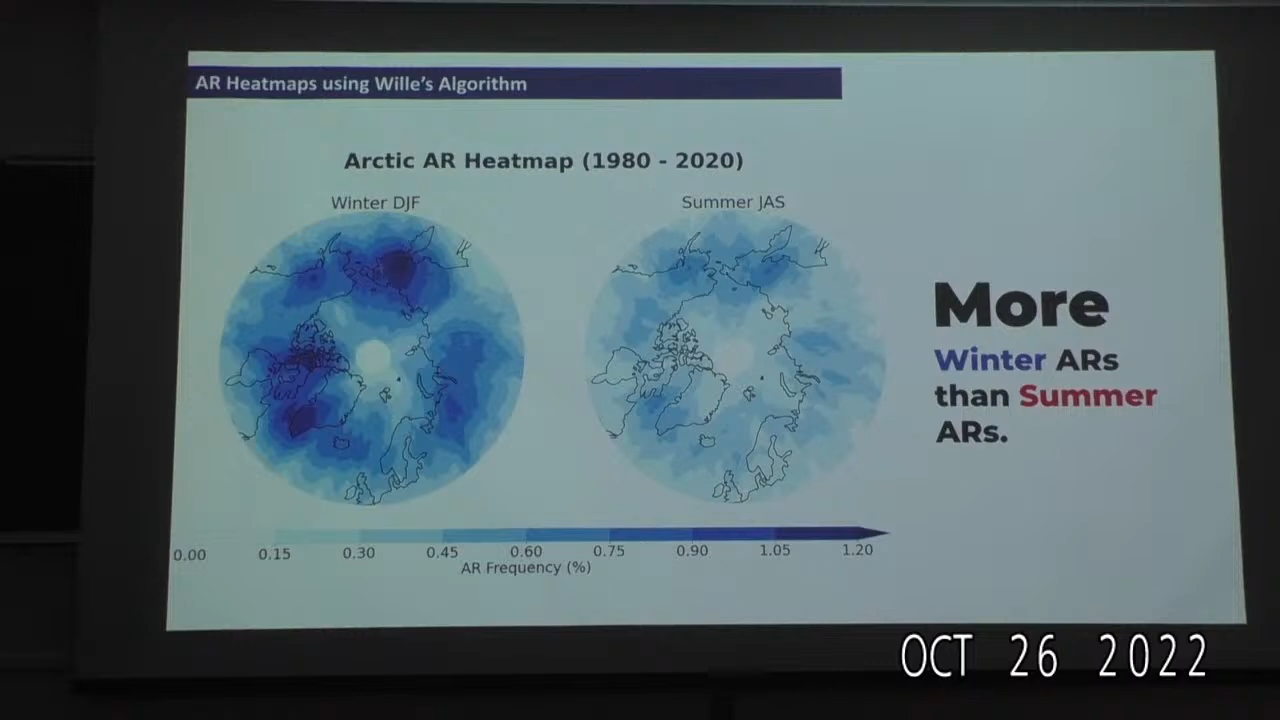 AR Heatmaps using Wille's Algorithm
Arctic AR Heatmap (1980 - 2020)
Winter DJF
Summer JAS
More
Winter ARs
than Summer
ARs.
0.00 0.15 0.30 0.45 0.60 0.75 0.90 1.05 1.20
AR Frequency (%)
OCT 26 2022